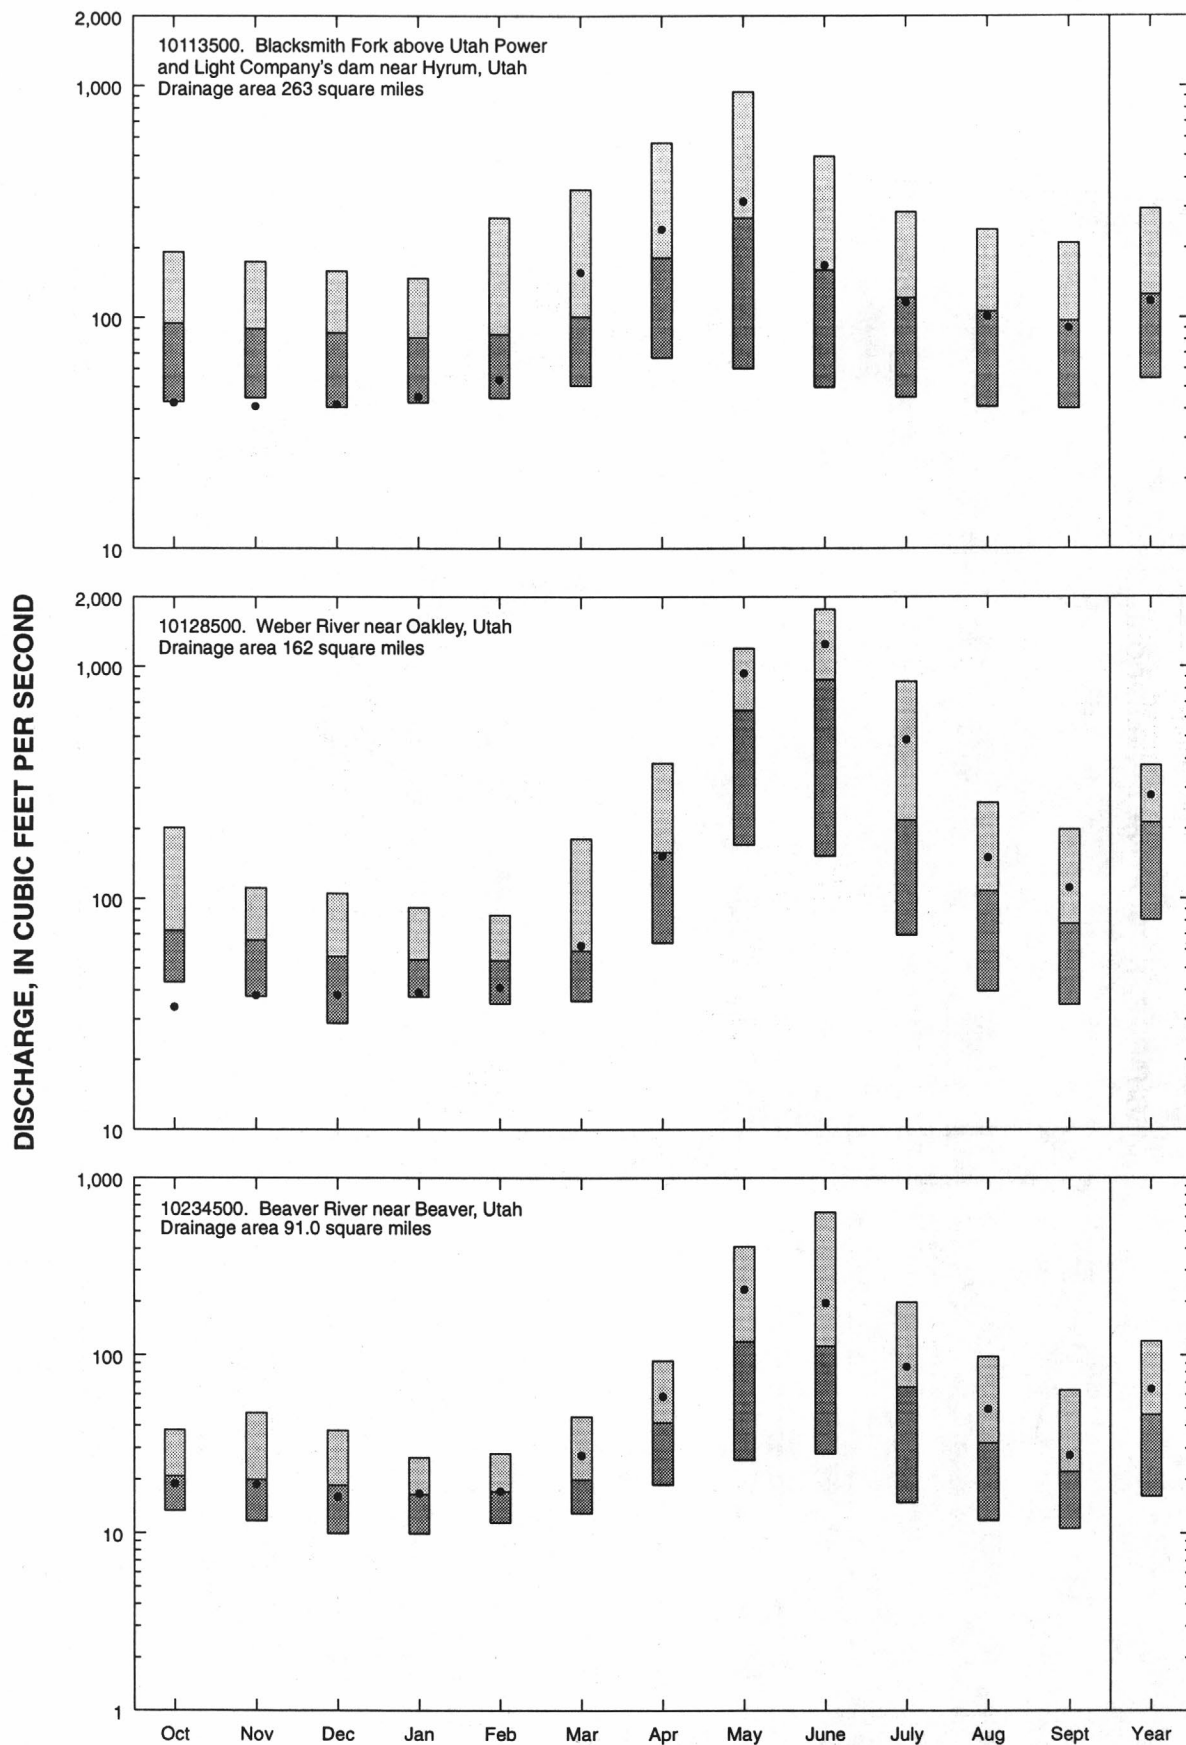 DISCHARGE, IN CUBIC FEET PER SECOND
2,000
1,000
100
10
10113500. Blacksmith Fork above Utah Power
and Light Company's dam near Hyrum, Utah
Drainage area 263 square miles
2,000
1,000
100
10
10128500. Weber River near Oakley, Utah
Drainage area 162 square miles
1,000
100
10
1
10234500. Beaver River near Beaver, Utah
Drainage area 91.0 square miles
Oct Nov Dec Jan Feb Mar Apr May June July Aug Sept Year